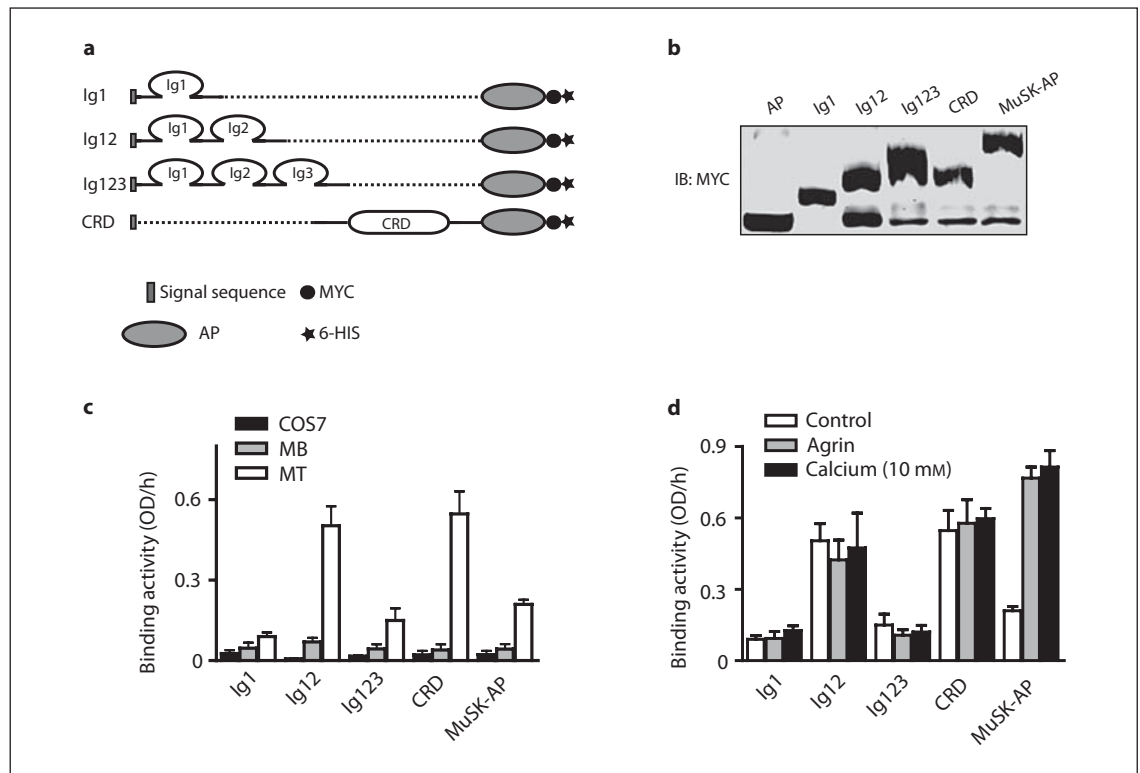 a
Ig1
Ig1
Ig12
Ig1 Ig2
Ig123
Ig1 Ig2 Ig3
CRD
CRD
Signal sequence MYC
AP 6-HIS
b
AP Ig1 Ig12 Ig123 CRD MuSK-AP
IB: MYC
c
COS7
MB
MT
Binding activity (OD/h)
0.6
0.3
0
Ig1 Ig12 Ig123 CRD MuSK-AP
d
Control
Agrin
Calcium (10 mM)
Binding activity (OD/h)
0.9
0.6
0.3
0
Ig1 Ig12 Ig123 CRD MuSK-AP